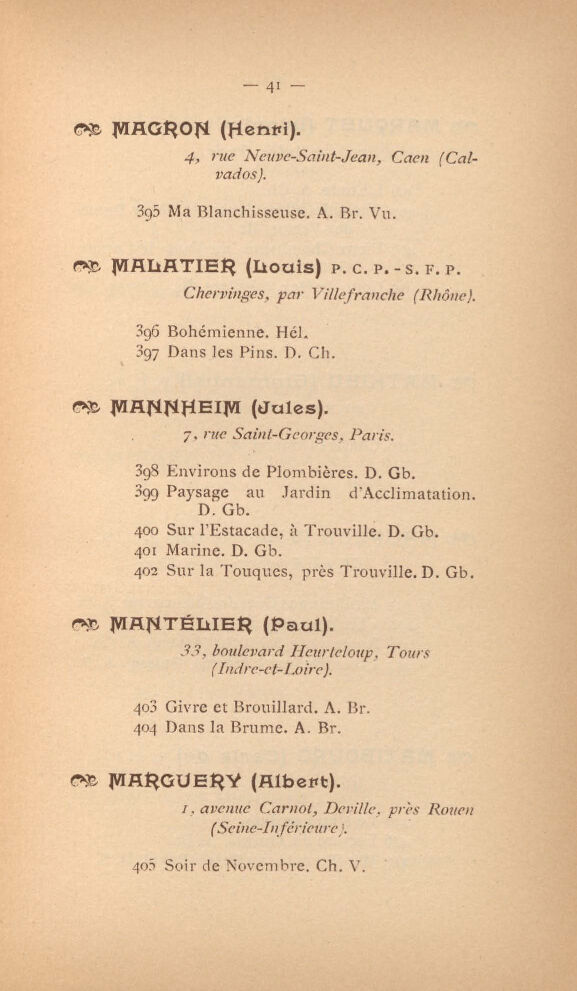 — 41 —
MAGRON (Henri).
4, rue Neuve-Saint-Jean, Caen (Cal-
vados).
395 Ma Blanchisseuse. A. Br. Vu.
MALATIER (Louis) P. C. P. - S. F. P.
Chervinges, par Villefranche (Rhône).
396 Bohémienne. Hél.
397 Dans les Pins. D. Ch.
MANNHEIM (Jules).
7, rue Saint-Georges, Paris.
398 Environs de Plombières. D. Gb.
399 Paysage au Jardin d'Acclimatation.
D. Gb.
400 Sur l'Estacade, à Trouville. D. Gb.
401 Marine. D. Gb.
402 Sur la Touques, près Trouville. D. Gb.
MANTÉLIER (Paul).
33, boulevard Heurteloup, Tours
(Indre-et-Loire).
403 Givre et Brouillard. A. Br.
404 Dans la Brume. A. Br.
MARGUERY (Albert).
1, avenue Carnot, Deville, près Rouen
(Seine-Inférieure).
405 Soir de Novembre. Ch. V.